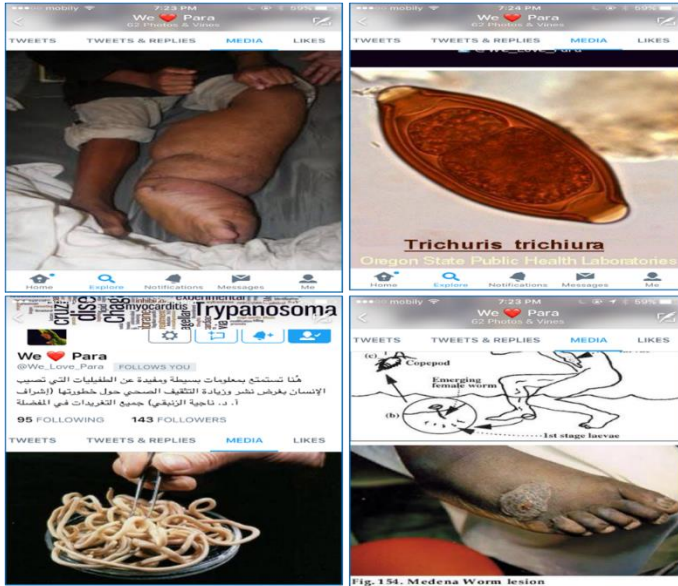 mobily 7:23 PM 59%
We ❤ Para
62 Photos & Vines
TWEETS TWEETS & REPLIES MEDIA LIKES
Home Explore Notifications Messages Me
mobily 7:24 PM 59%
We ❤ Para
62 Photos & Vines
TWEETS TWEETS & REPLIES MEDIA LIKES
@We_Love_Para
Trichuris trichiura
Oregon State Public Health Laboratories
Home Explore Notifications Messages Me
Trypanosoma
We ❤ Para
@We_Love_Para FOLLOWS YOU
هنا تستمتع بمعلومات بسيطة ومفيدة عن الطفيليات التي تصيب
الإنسان بغرض نشر وزيادة التثقيف الصحي حول خطورتها (إشراف
أ. د. ناجية الزنبقي) جميع التغريدات في المفضلة
95 FOLLOWING 143 FOLLOWERS
TWEETS TWEETS & REPLIES MEDIA LIKES
mobily 7:23 PM 59%
We ❤ Para
62 Photos & Vines
TWEETS TWEETS & REPLIES MEDIA LIKES
(c) Copepod
Emerging
female worm
(b)
1st stage laevae
Fig. 154. Medena Worm lesion